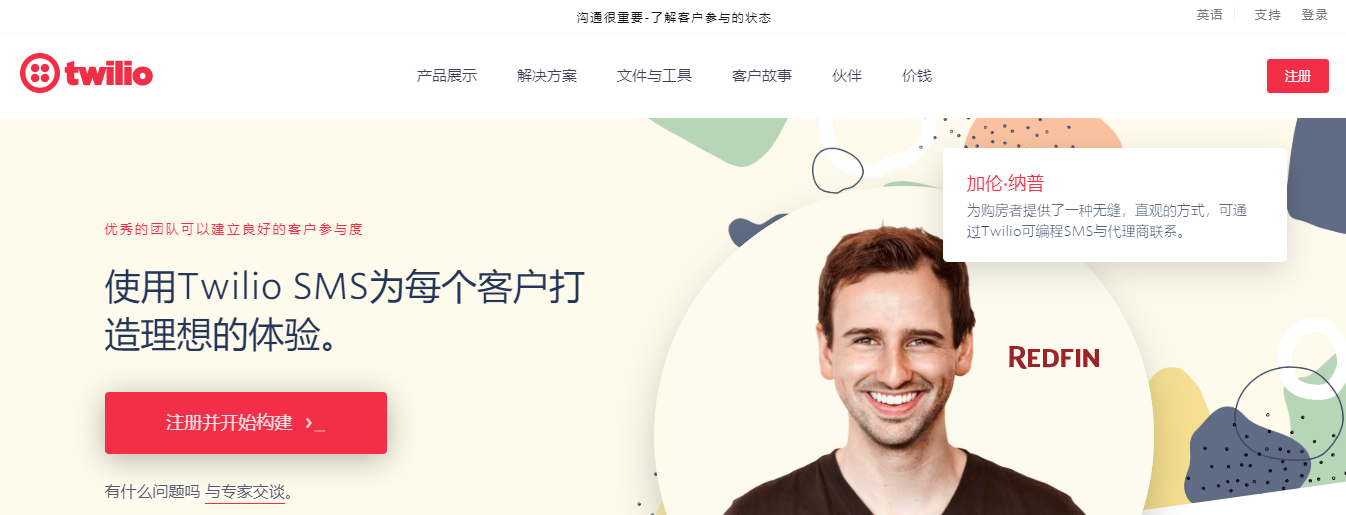 沟通很重要-了解客户参与的状态
英语 支持 登录
twilio
产品展示 解决方案 文件与工具 客户故事 伙伴 价钱
注册
加伦·纳普
为购房者提供了一种无缝，直观的方式，可通
过Twilio可编程SMS与代理商联系。
优秀的团队可以建立良好的客户参与度
使用Twilio SMS为每个客户打
造理想的体验。
REDFIN
注册并开始构建 ›_
有什么问题吗 与专家交谈。